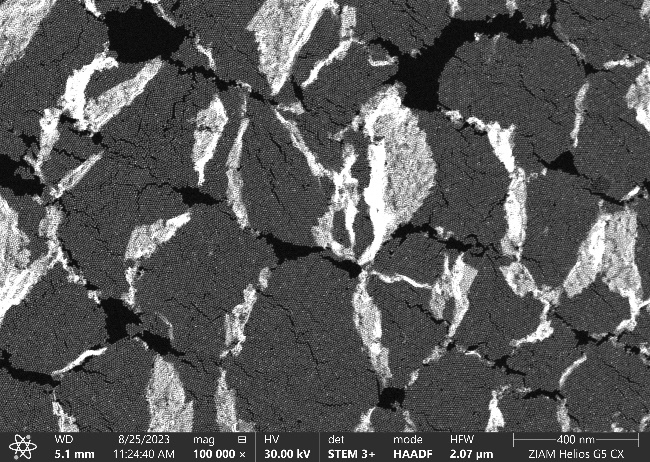 WD 8/25/2023 mag HV det mode HFW 400 nm
5.1 mm 11:24:40 AM 100 000 × 30.00 kV STEM 3+ HAADF 2.07 µm ZIAM Helios G5 CX